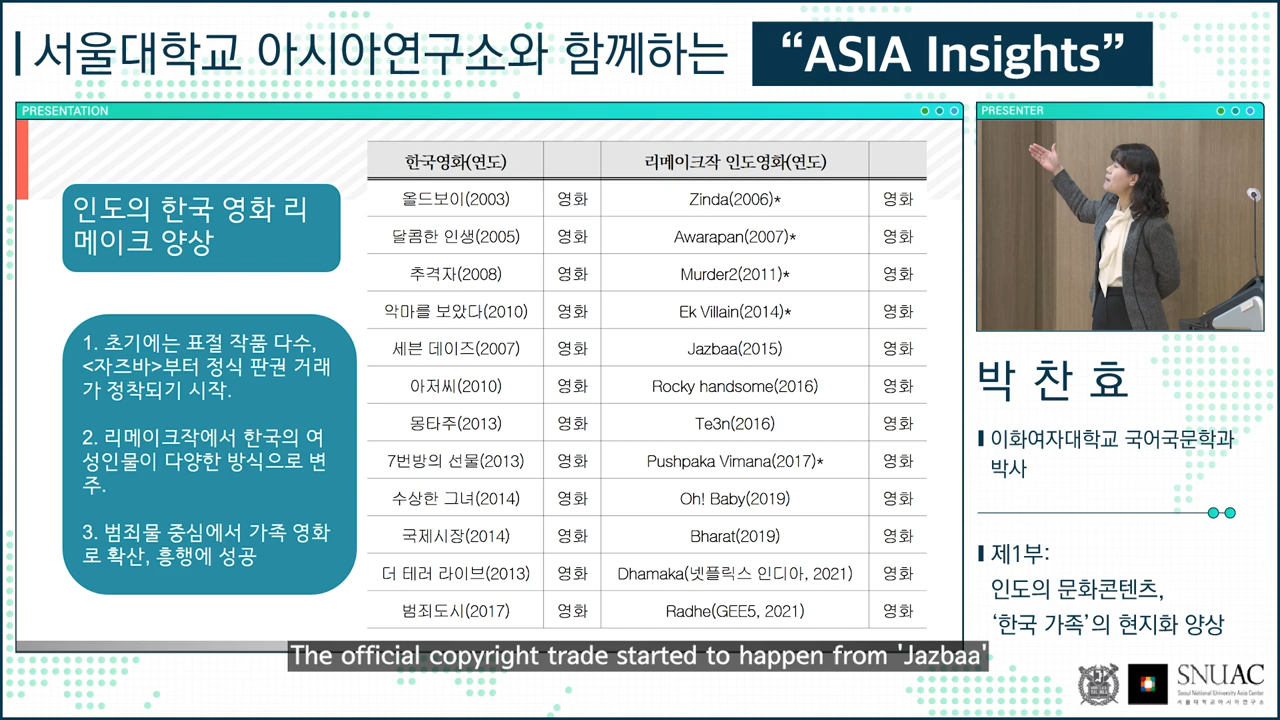 서울대학교 아시아연구소와 함께하는 “ASIA Insights”
PRESENTATION
인도의 한국 영화 리
메이크 양상
1. 초기에는 표절 작품 다수,
<자즈바>부터 정식 판권 거래
가 정착되기 시작.
2. 리메이크작에서 한국의 여
성인물이 다양한 방식으로 변
주.
3. 범죄물 중심에서 가족 영화
로 확산, 흥행에 성공
한국영화(연도) 리메이크작 인도영화(연도)
올드보이(2003) 영화 Zinda(2006)* 영화
달콤한 인생(2005) 영화 Awarapan(2007)* 영화
추격자(2008) 영화 Murder2(2011)* 영화
악마를 보았다(2010) 영화 Ek Villain(2014)* 영화
세븐 데이즈(2007) 영화 Jazbaa(2015) 영화
아저씨(2010) 영화 Rocky handsome(2016) 영화
몽타주(2013) 영화 Te3n(2016) 영화
7번방의 선물(2013) 영화 Pushpaka Vimana(2017)* 영화
수상한 그녀(2014) 영화 Oh! Baby(2019) 영화
국제시장(2014) 영화 Bharat(2019) 영화
더 테러 라이브(2013) 영화 Dhamaka(넷플릭스 인디아, 2021) 영화
범죄도시(2017) 영화 Radhe(GEE5, 2021) 영화
PRESENTER
박찬효
이화여자대학교 국어국문학과
박사
제1부:
인도의 문화콘텐츠,
‘한국 가족’의 현지화 양상
The official copyright trade started to happen from 'Jazbaa'
SNUAC
Seoul National University Asia Center
서울대학교아시아연구소